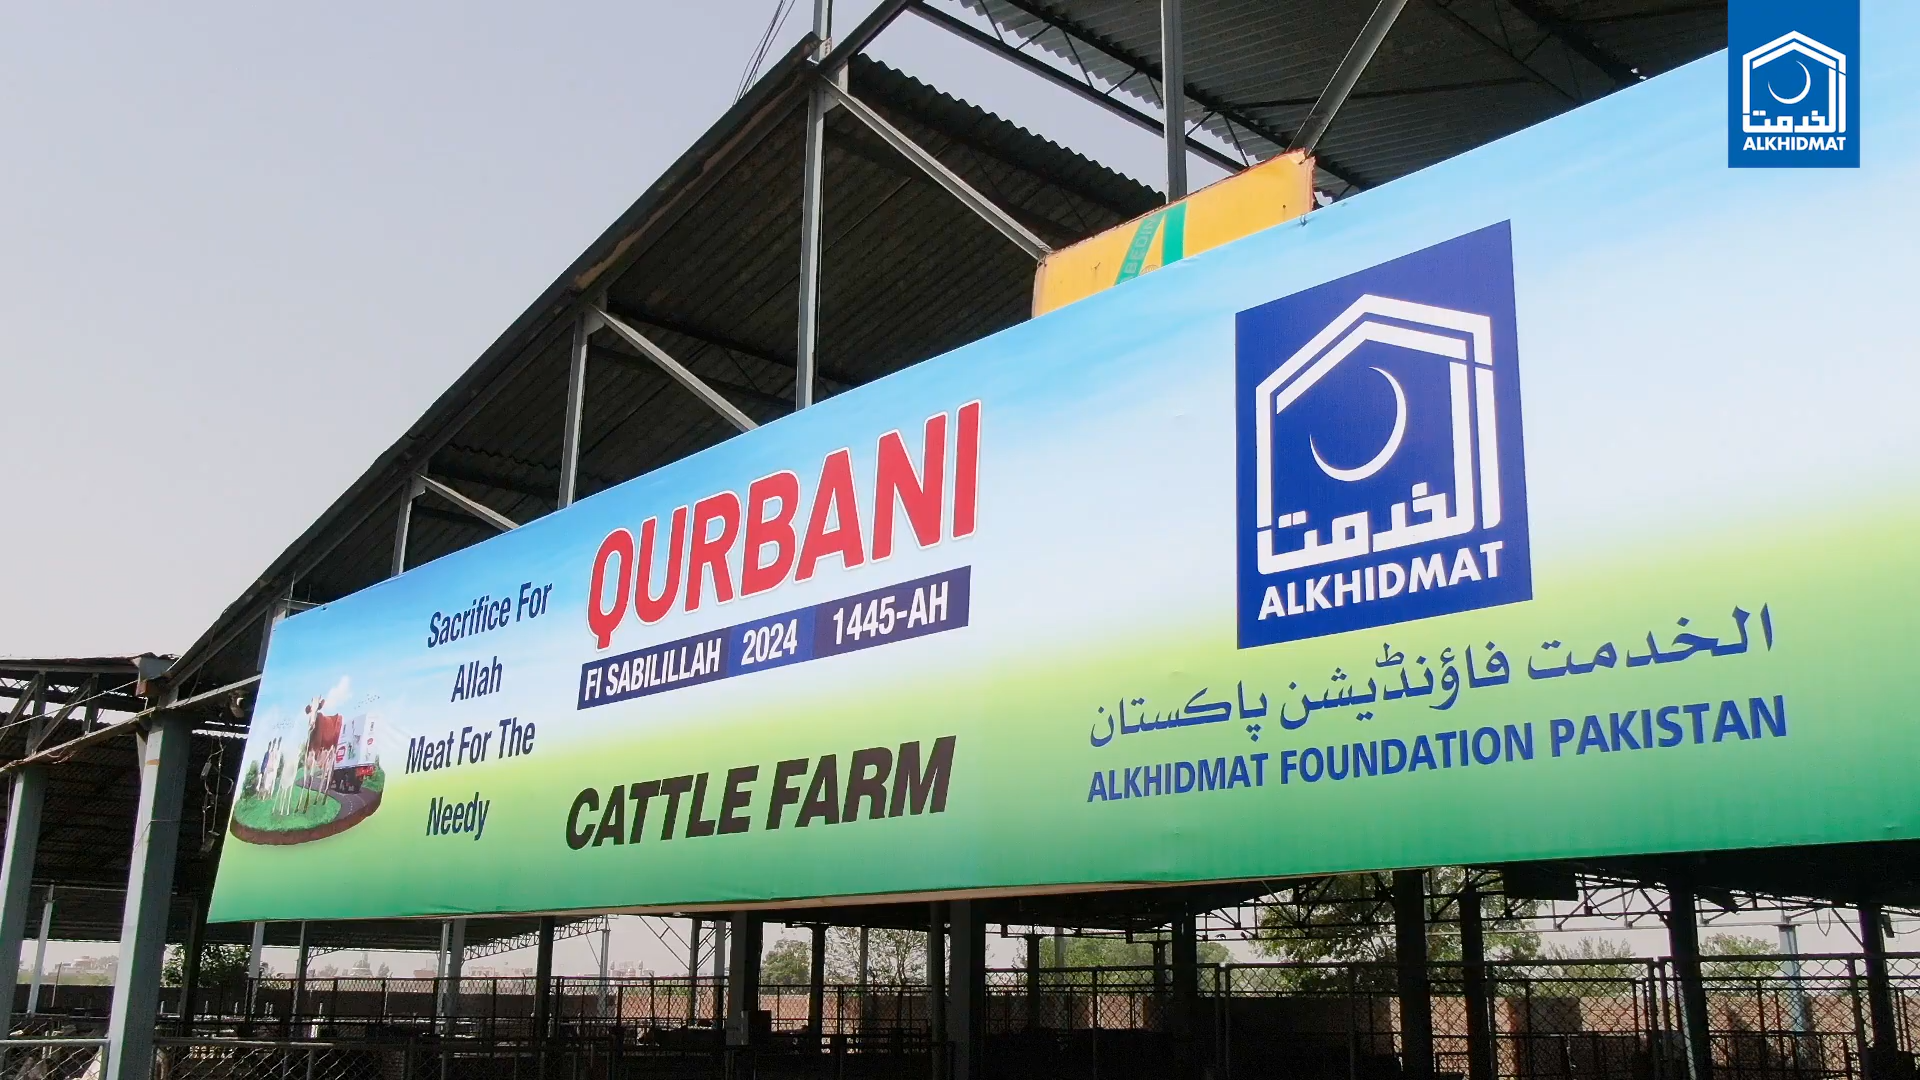 Sacrifice For
Allah
Meat For The
Needy
QURBANI
FI SABILILLAH 2024 1445-AH
CATTLE FARM
الخدمت
ALKHIDMAT
الخدمت فاؤنڈیشن پاکستان
ALKHIDMAT FOUNDATION PAKISTAN
الخدمت
ALKHIDMAT